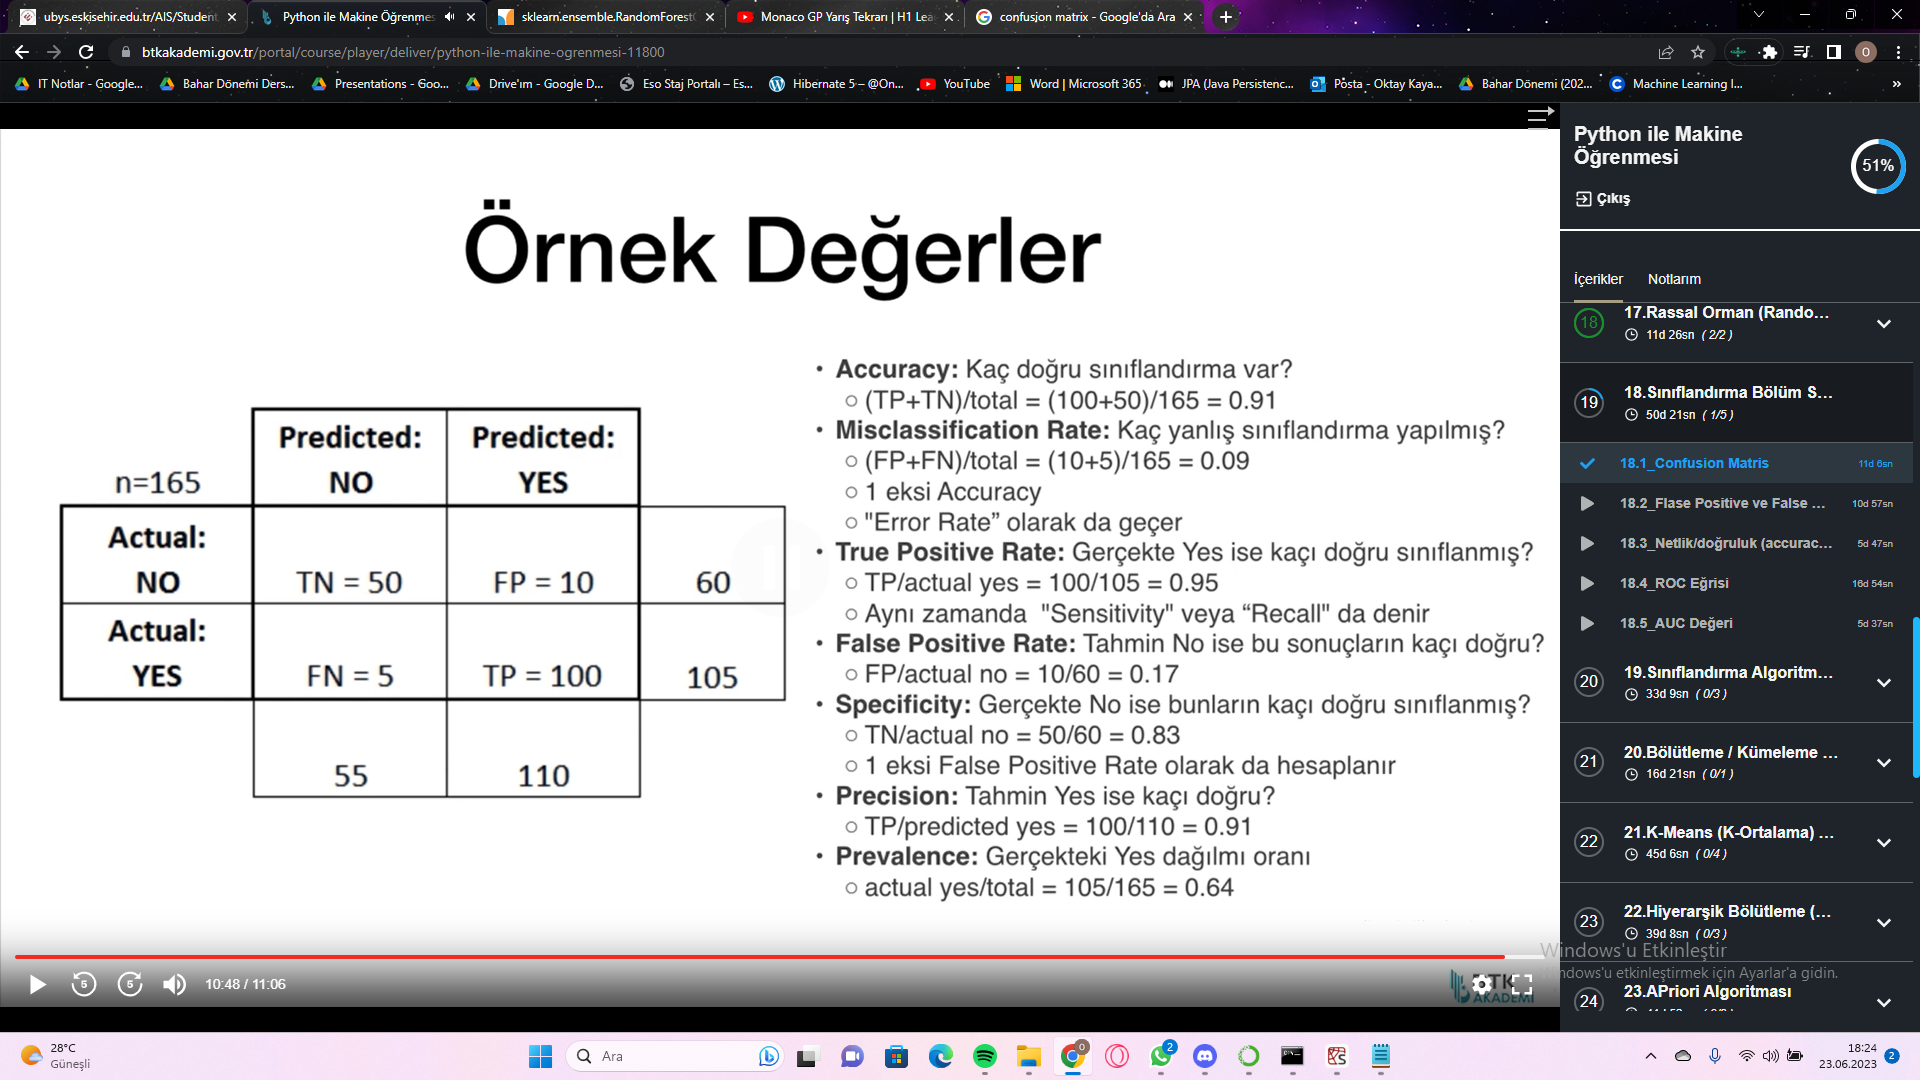 ubys.eskisehir.edu.tr/AIS/Student
Python ile Makine Öğrenmes
sklearn.ensemble.RandomForest
Monaco GP Yarış Tekrarı | H1 Lea
confusjon matrix - Google'da Ara
btkakademi.gov.tr/portal/course/player/deliver/python-ile-makine-ogrenmesi-11800
O
IT Notlar - Google...
Bahar Dönemi Ders...
Presentations - Goo...
Drive'ım - Google D...
Eso Staj Portalı – Es...
Hibernate 5 – @On...
YouTube
Word | Microsoft 365
JPA (Java Persistenc...
Posta - Oktay Kaya...
Bahar Dönemi (202...
Machine Learning I...
»
Örnek Değerler
n=165
Predicted: NO
Predicted: YES
Actual: NO
TN = 50
FP = 10
60
Actual: YES
FN = 5
TP = 100
105
55
110
• Accuracy: Kaç doğru sınıflandırma var?
(TP+TN)/total = (100+50)/165 = 0.91
• Misclassification Rate: Kaç yanlış sınıflandırma yapılmış?
(FP+FN)/total = (10+5)/165 = 0.09
1 eksi Accuracy
"Error Rate” olarak da geçer
• True Positive Rate: Gerçekte Yes ise kaçı doğru sınıflanmış?
TP/actual yes = 100/105 = 0.95
Aynı zamanda "Sensitivity" veya “Recall" da denir
• False Positive Rate: Tahmin No ise bu sonuçların kaçı doğru?
FP/actual no = 10/60 = 0.17
• Specificity: Gerçekte No ise bunların kaçı doğru sınıflanmış?
TN/actual no = 50/60 = 0.83
1 eksi False Positive Rate olarak da hesaplanır
• Precision: Tahmin Yes ise kaçı doğru?
TP/predicted yes = 100/110 = 0.91
• Prevalence: Gerçekteki Yes dağılmı oranı
actual yes/total = 105/165 = 0.64
5
5
10:48 / 11:06
BTK
AKADEMİ
Python ile Makine
Öğrenmesi
51%
Çıkış
İçerikler
Notlarım
18
17.Rassal Orman (Rando...
11d 26sn ( 2/2 )
19
18.Sınıflandırma Bölüm S...
50d 21sn ( 1/5 )
18.1_Confusion Matris
11d 6sn
18.2_Flase Positive ve False ...
10d 57sn
18.3_Netlik/doğruluk (accurac...
5d 47sn
18.4_ROC Eğrisi
16d 54sn
18.5_AUC Değeri
5d 37sn
20
19.Sınıflandırma Algoritm...
33d 9sn ( 0/3 )
21
20.Bölütleme / Kümeleme ...
16d 21sn ( 0/1 )
22
21.K-Means (K-Ortalama) ...
45d 6sn ( 0/4 )
23
22.Hiyerarşik Bölütleme (...
39d 8sn ( 0/3 )
Windows'u Etkinleştir
Windows'u etkinleştirmek için Ayarlar'a gidin.
24
23.APriori Algoritması
28°C
Güneşli
Ara
0
2
18:24
23.06.2023
2